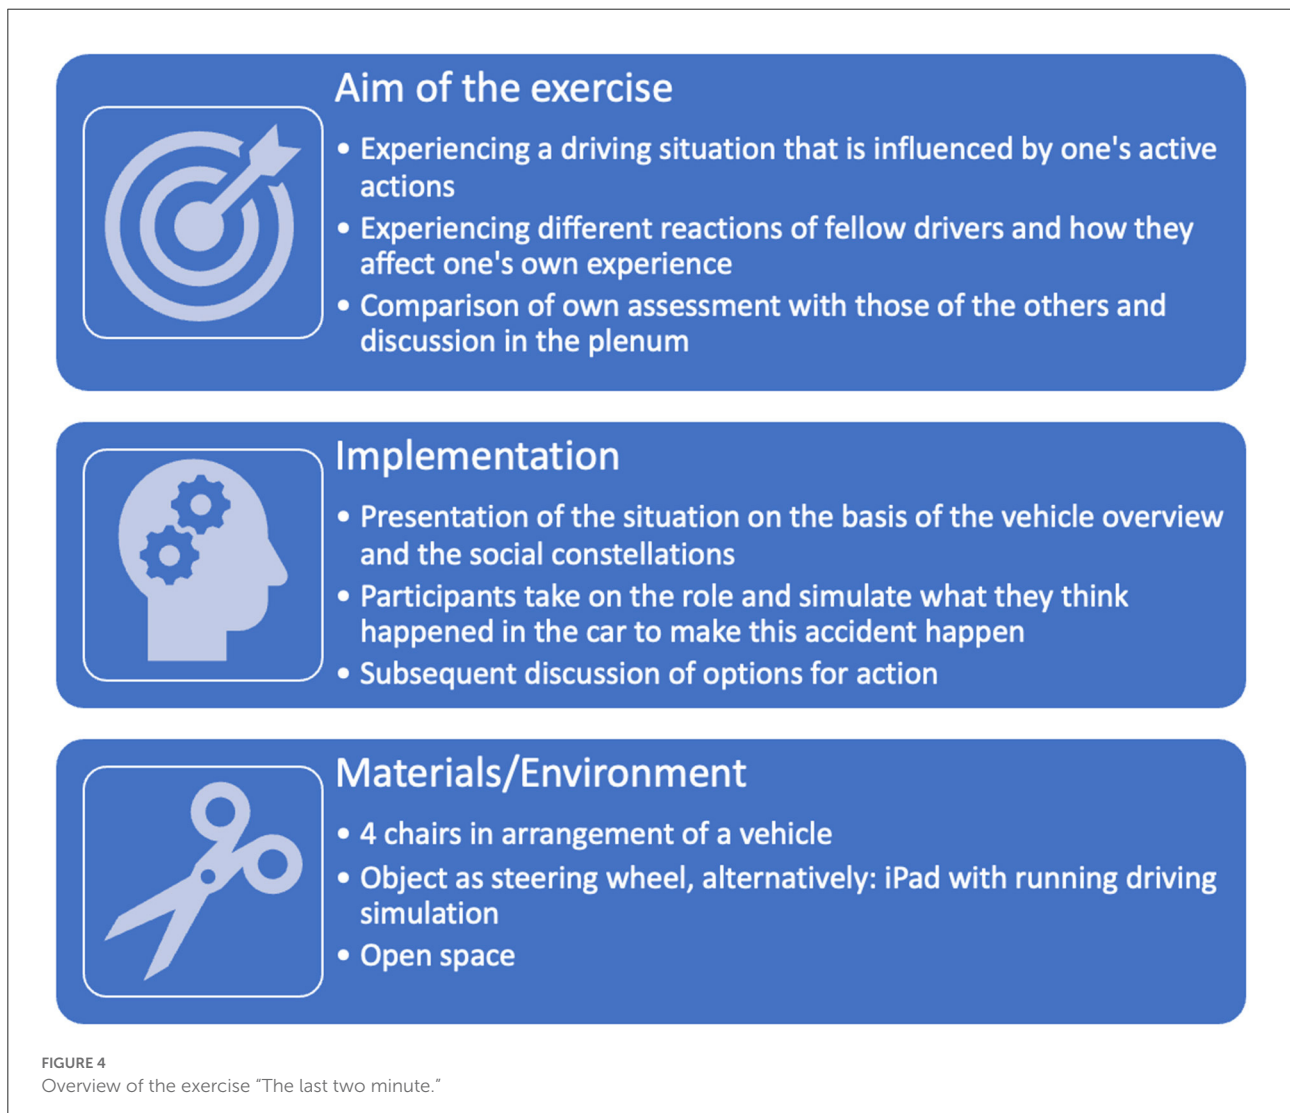 Aim of the exercise
• Experiencing a driving situation that is influenced by one's active
actions
• Experiencing different reactions of fellow drivers and how they
affect one's own experience
• Comparison of own assessment with those of the others and
discussion in the plenum
Implementation
• Presentation of the situation on the basis of the vehicle overview
and the social constellations
• Participants take on the role and simulate what they think
happened in the car to make this accident happen
• Subsequent discussion of options for action
Materials/Environment
• 4 chairs in arrangement of a vehicle
• Object as steering wheel, alternatively: iPad with running driving
simulation
• Open space
FIGURE 4
Overview of the exercise “The last two minute.”